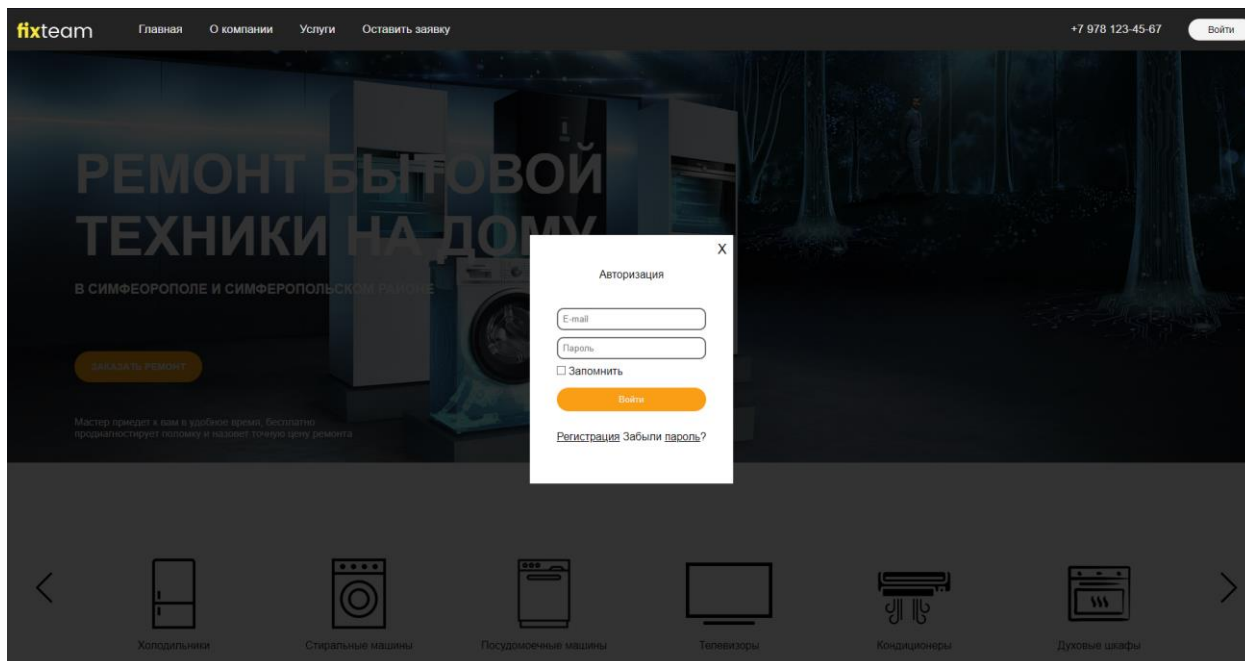 fixteam Главная О компании Услуги Оставить заявку +7 978 123-45-67 Войти
РЕМОНТ БЫТОВОЙ
ТЕХНИКИ НА ДОМУ
В СИМФЕОРОПОЛЕ И СИМФЕРОПОЛЬСКОМ РАЙОНЕ
ЗАКАЗАТЬ РЕМОНТ
Мастер приедет к вам в удобное время, бесплатно
продиагностирует поломку и назовет точную цену ремонта
X
Авторизация
E-mail
Пароль
Запомнить
Войти
Регистрация Забыли пароль?
Холодильники Стиральные машины Посудомоечные машины Телевизоры Кондиционеры Духовые шкафы